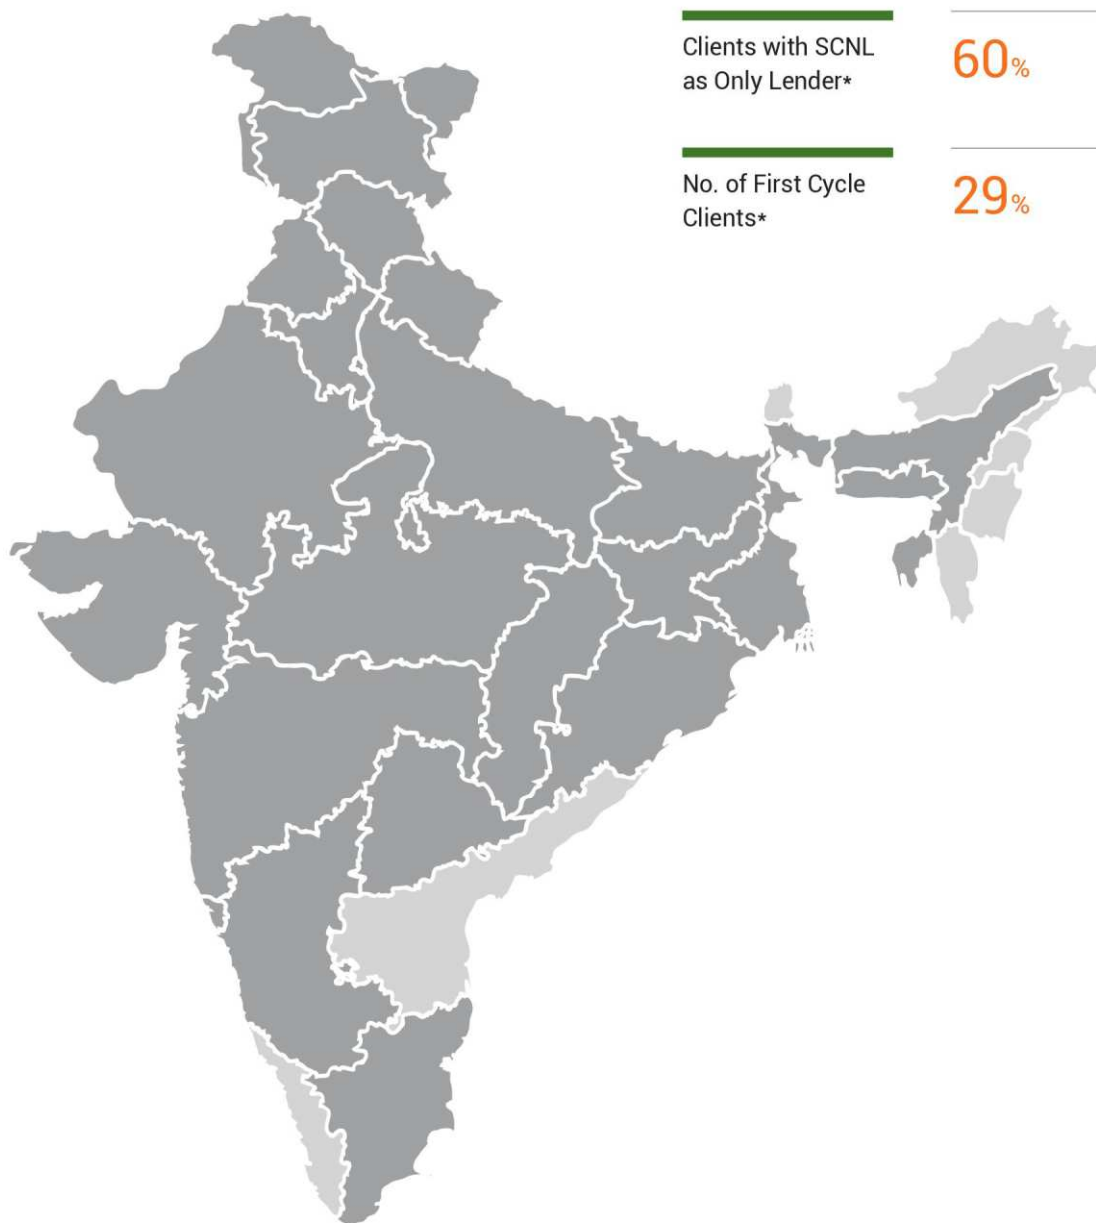 Clients with SCNL
as Only Lender*
60%
No. of First Cycle
Clients*
29%